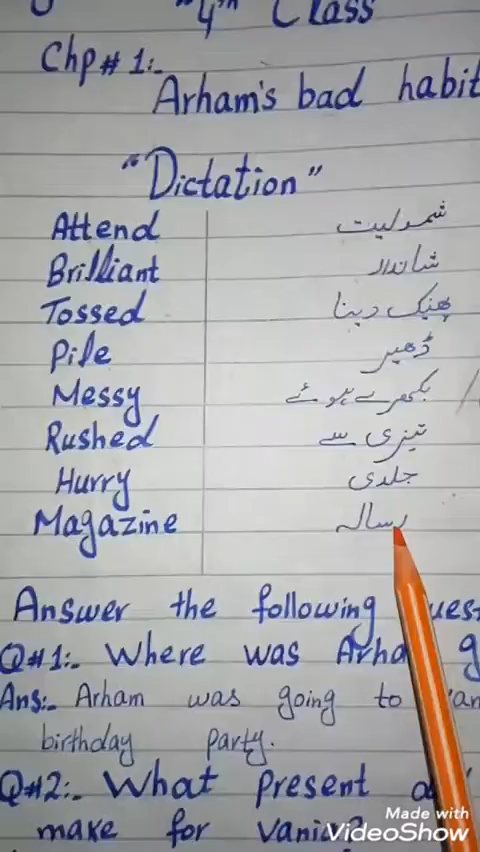 "4th Class
Chp# 1:-
Arham's bad habit
"Dictation"
Attend شمولیت
Brilliant شاندار
Tossed پھینک دینا
Pile ڈھیر
Messy بکھرے ہوئے
Rushed تیزی سے
Hurry جلدی
Magazine رسالہ
Answer the following
Q#1:- Where was
Ans:- Arham was going to
birthday party.
Q#2:- What present
make for Vaniz?
Made with
VideoShow